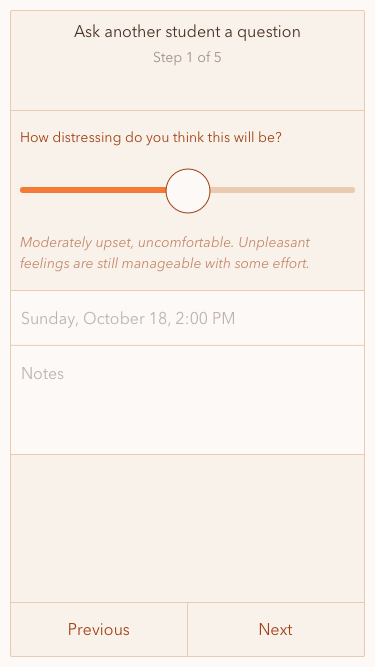 Ask another student a question
Step 1 of 5
How distressing do you think this will be?
Moderately upset, uncomfortable. Unpleasant
feelings are still manageable with some effort.
Sunday, October 18, 2:00 PM
Notes
Previous
Next